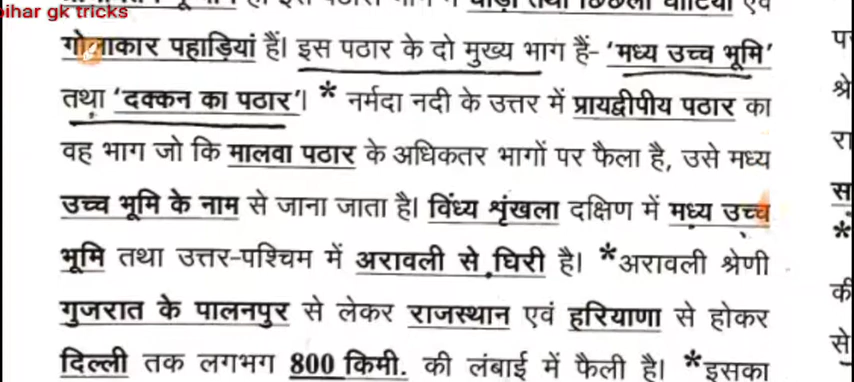 bihar gk tricks
गोलाकार पहाड़ियां हैं। इस पठार के दो मुख्य भाग हैं- ‘मध्य उच्च भूमि’
तथा ‘दक्कन का पठार’। * नर्मदा नदी के उत्तर में प्रायद्वीपीय पठार का
वह भाग जो कि मालवा पठार के अधिकतर भागों पर फैला है, उसे मध्य
उच्च भूमि के नाम से जाना जाता है। विंध्य शृंखला दक्षिण में मध्य उच्च
भूमि तथा उत्तर-पश्चिम में अरावली से घिरी है। *अरावली श्रेणी
गुजरात के पालनपुर से लेकर राजस्थान एवं हरियाणा से होकर
दिल्ली तक लगभग 800 किमी. की लंबाई में फैली है। *इसका